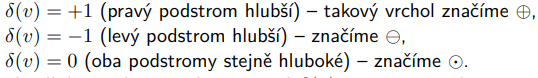 δ(v) = +1 (pravý podstrom hlubší) – takový vrchol značíme ⊕,
δ(v) = −1 (levý podstrom hlubší) – značíme ⊖,
δ(v) = 0 (oba podstromy stejně hluboké) – značíme ⊙.